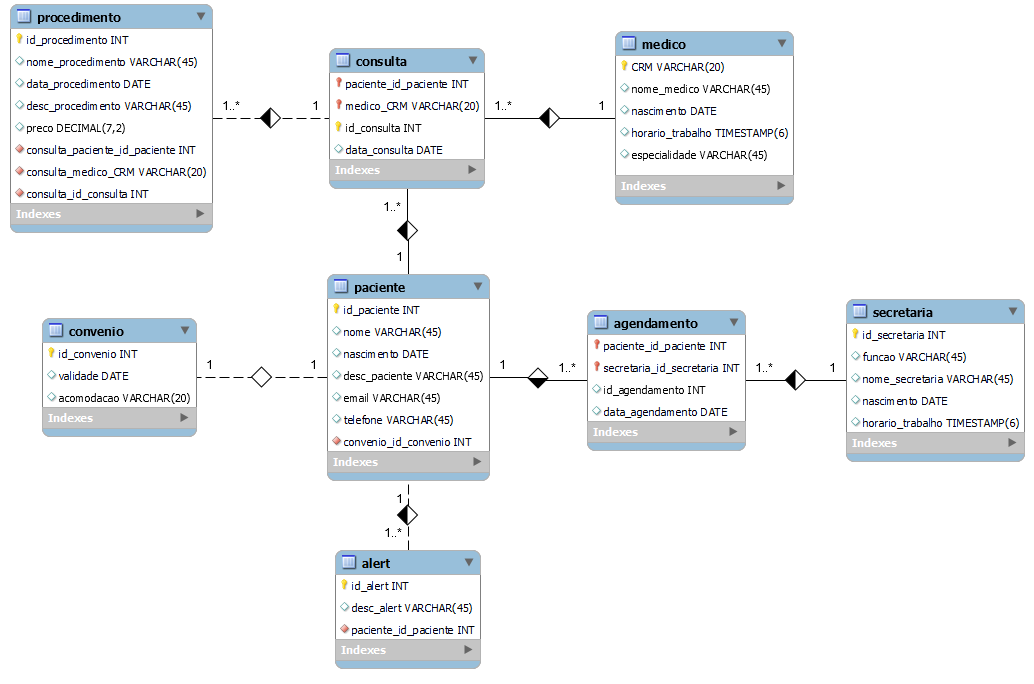 procedimento
id_procedimento INT
nome_procedimento VARCHAR(45)
data_procedimento DATE
desc_procedimento VARCHAR(45)
preco DECIMAL(7,2)
consulta_paciente_id_paciente INT
consulta_medico_CRM VARCHAR(20)
consulta_id_consulta INT
Indexes
1..*
1
consulta
paciente_id_paciente INT
medico_CRM VARCHAR(20)
id_consulta INT
data_consulta DATE
Indexes
1..*
1
medico
CRM VARCHAR(20)
nome_medico VARCHAR(45)
nascimento DATE
horario_trabalho TIMESTAMP(6)
especialidade VARCHAR(45)
Indexes
1..*
1
convenio
id_convenio INT
validade DATE
acomodacao VARCHAR(20)
Indexes
1
1
paciente
id_paciente INT
nome VARCHAR(45)
nascimento DATE
desc_paciente VARCHAR(45)
email VARCHAR(45)
telefone VARCHAR(45)
convenio_id_convenio INT
Indexes
1
1..*
agendamento
paciente_id_paciente INT
secretaria_id_secretaria INT
id_agendamento INT
data_agendamento DATE
Indexes
1..*
1
secretaria
id_secretaria INT
funcao VARCHAR(45)
nome_secretaria VARCHAR(45)
nascimento DATE
horario_trabalho TIMESTAMP(6)
Indexes
1
1..*
alert
id_alert INT
desc_alert VARCHAR(45)
paciente_id_paciente INT
Indexes